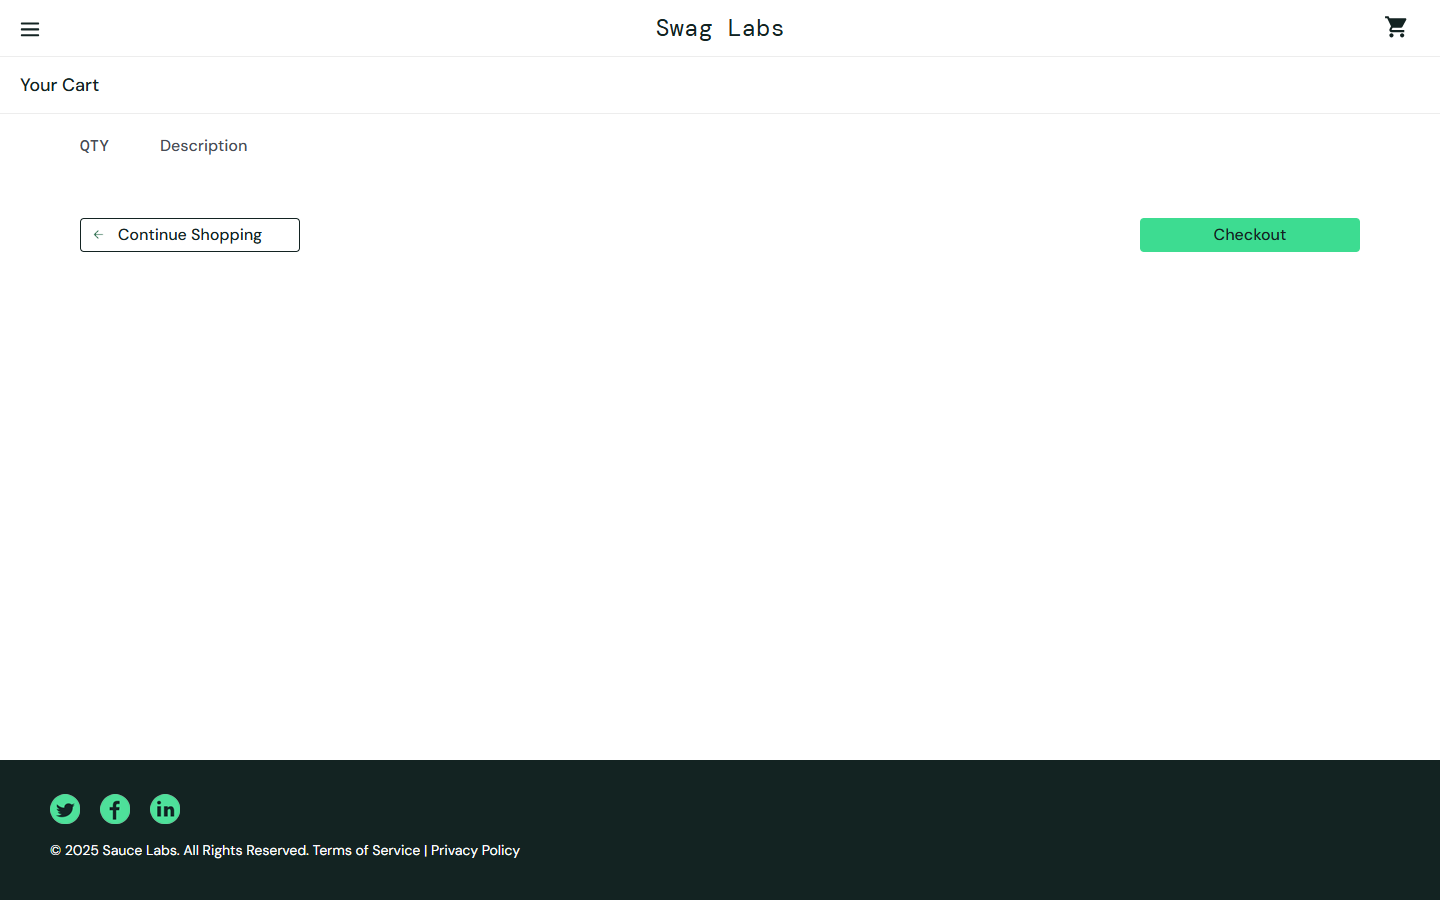 Swag Labs
Your Cart
QTY Description
Continue Shopping
Checkout
© 2025 Sauce Labs. All Rights Reserved. Terms of Service | Privacy Policy